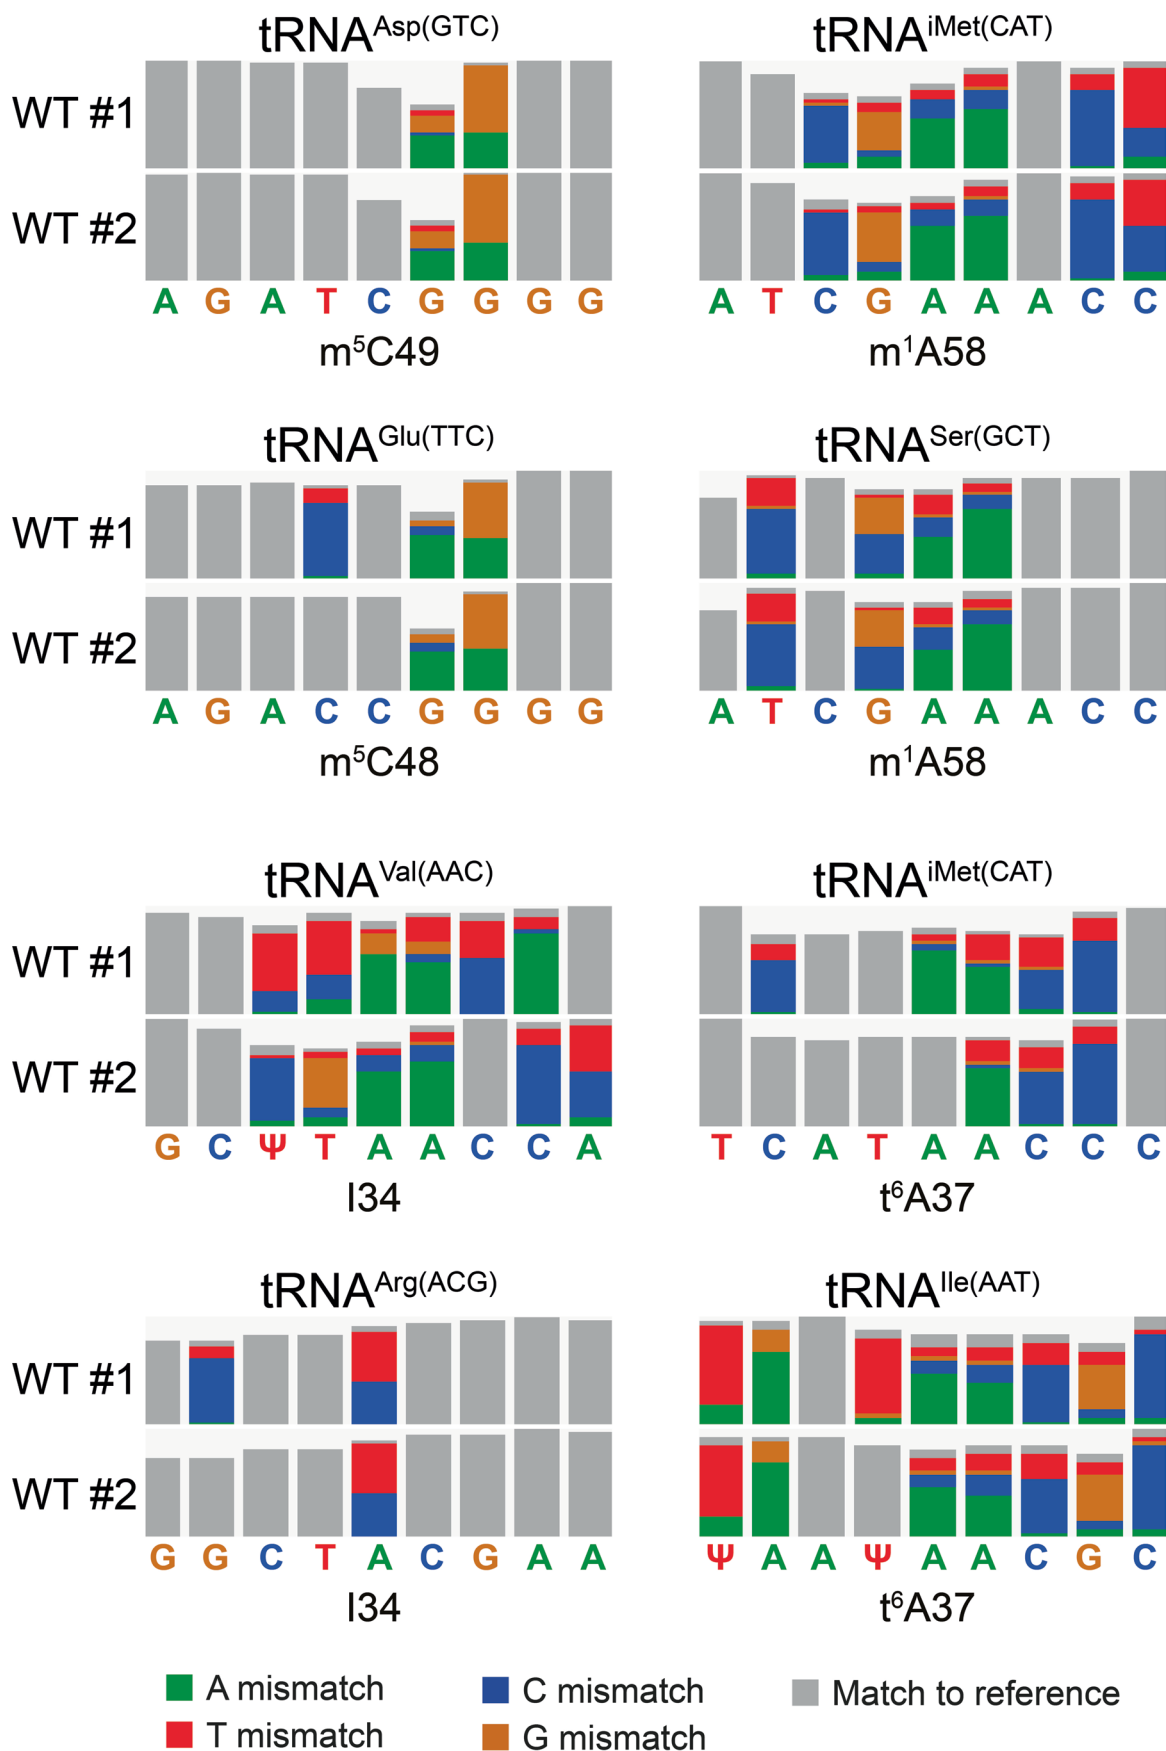 tRNA^Asp(GTC)
WT #1
WT #2
A G A T C G G G G
m⁵C49
tRNA^iMet(CAT)
A T C G A A A C C
m¹A58
tRNA^Glu(TTC)
WT #1
WT #2
A G A C C G G G G
m⁵C48
tRNA^Ser(GCT)
A T C G A A A C C
m¹A58
tRNA^Val(AAC)
WT #1
WT #2
G C Ψ T A A C C A
I34
tRNA^iMet(CAT)
T C A T A A C C C
t⁶A37
tRNA^Arg(ACG)
WT #1
WT #2
G G C T A C G A A
I34
tRNA^Ile(AAT)
Ψ A A Ψ A A C G C
t⁶A37
A mismatch
T mismatch
C mismatch
G mismatch
Match to reference